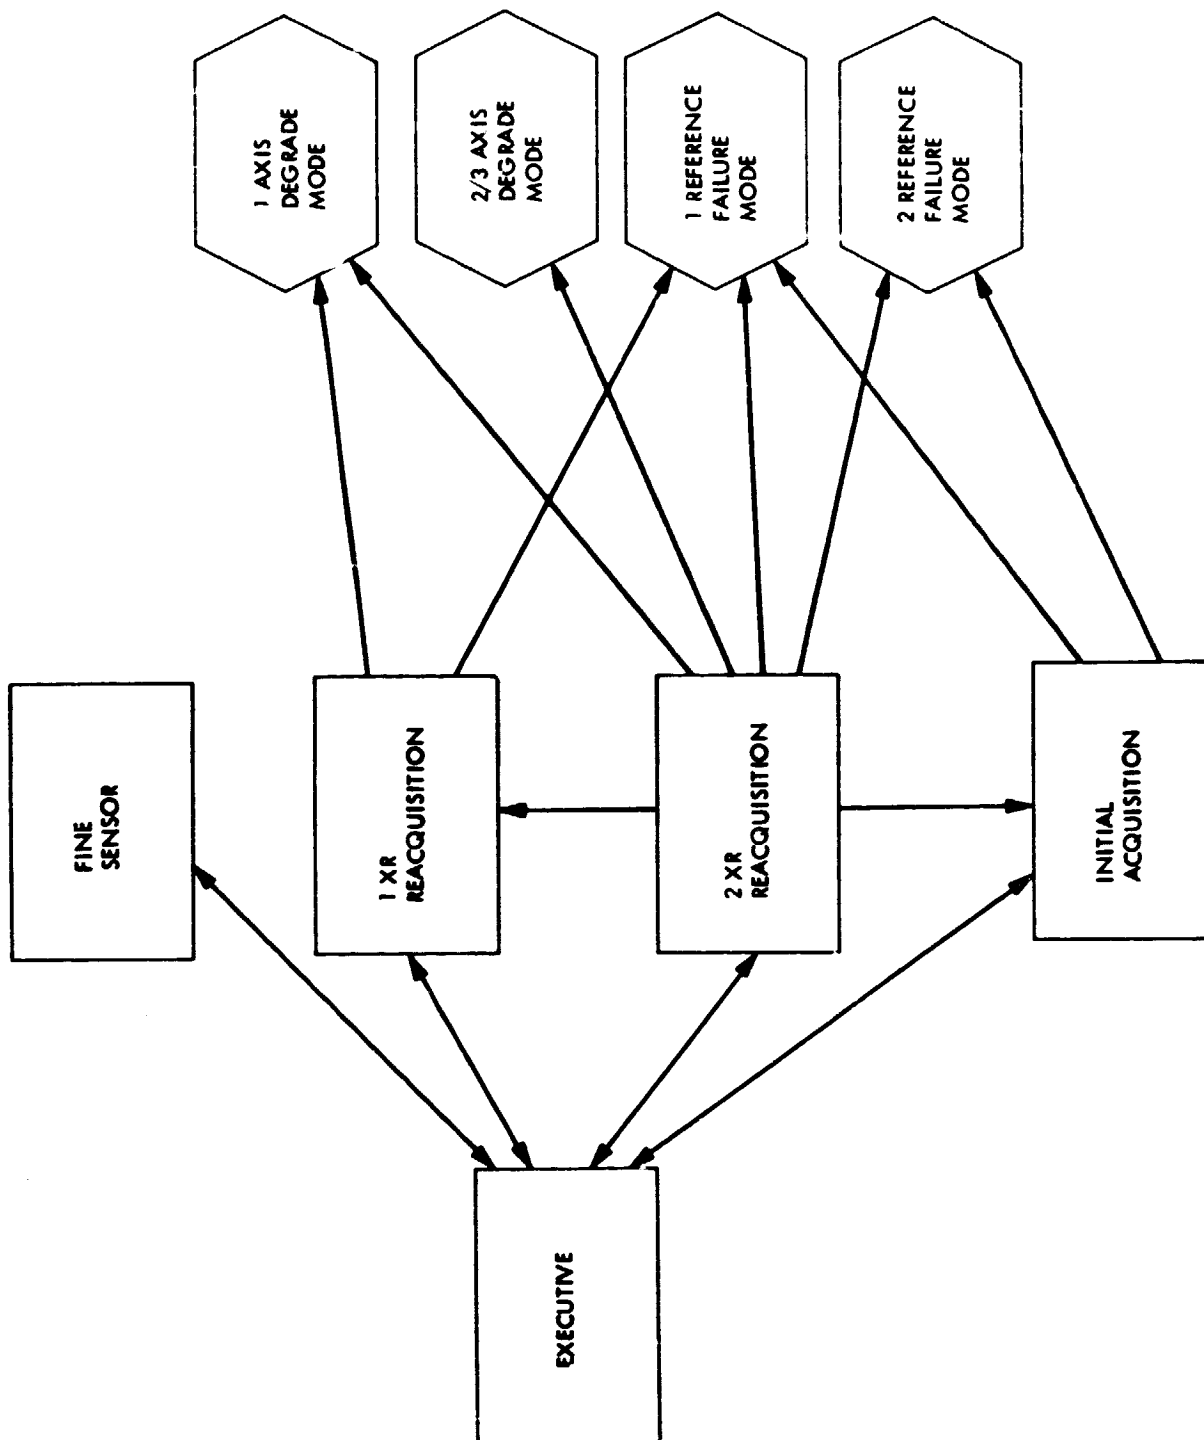 EXECUTIVE
FINE
SENSOR
1 XR
REACQUISITION
2 XR
REACQUISITION
INITIAL
ACQUISITION
1 AXIS
DEGRADE
MODE
2/3 AXIS
DEGRADE
MODE
1 REFERENCE
FAILURE
MODE
2 REFERENCE
FAILURE
MODE